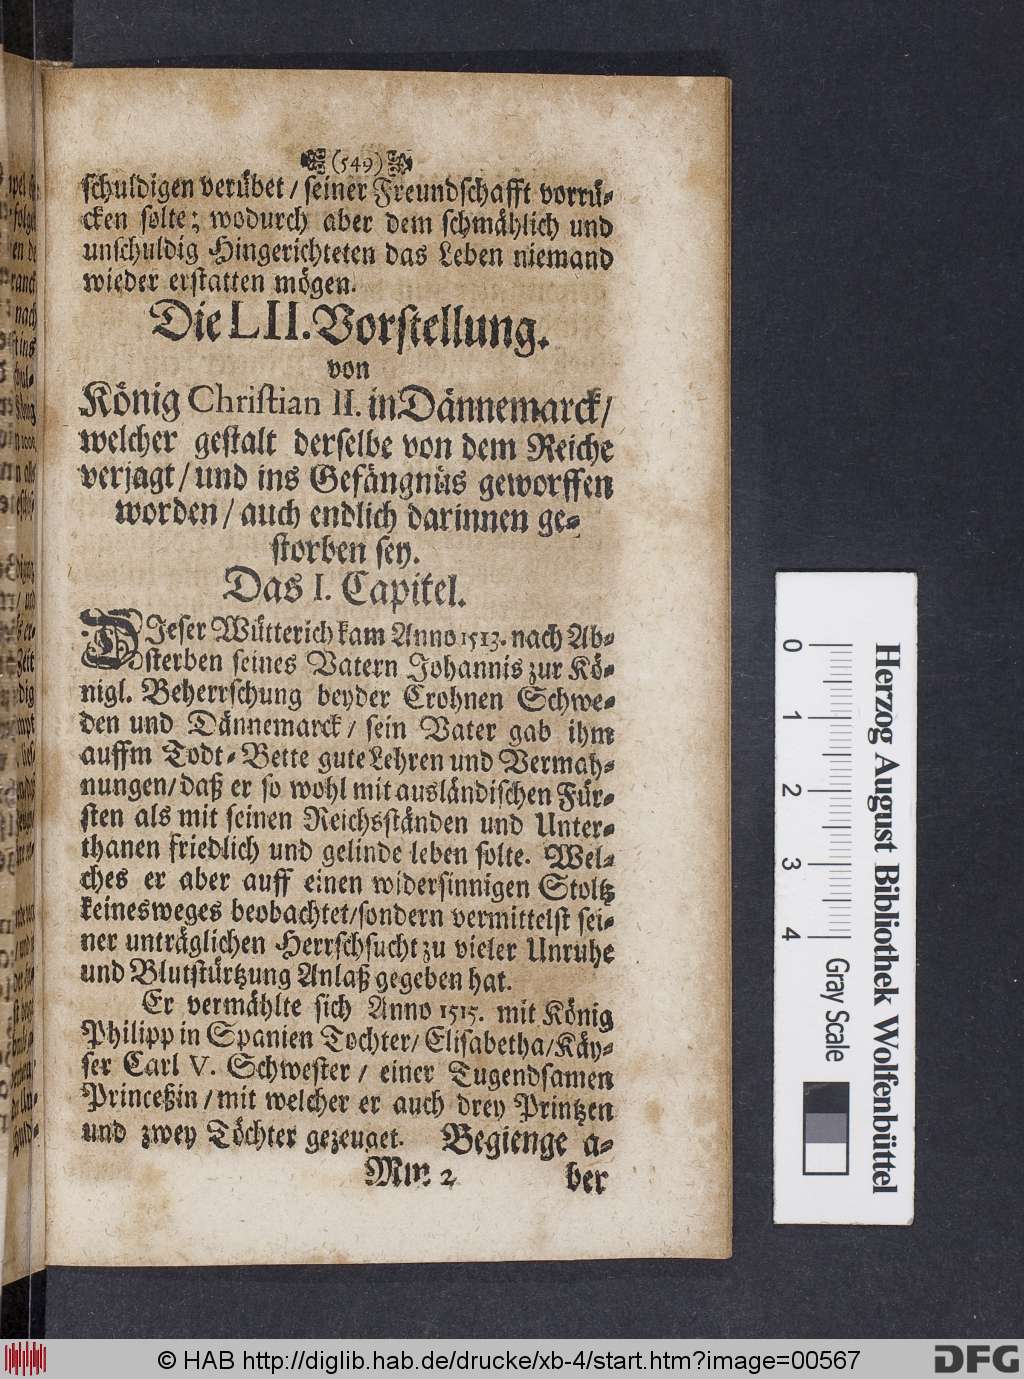 (549)
schuldigen verübet / seiner Freundschafft vorrü-
cken solte; wodurch aber dem schmählich und
unschuldig Hingerichteten das Leben niemand
wieder erstatten mögen.
Die LII. Vorstellung.
von
König Christian II. in Dännemarck /
welcher gestalt derselbe von dem Reiche
verjagt / und ins Gefängnüs geworffen
worden / auch endlich darinnen ge-
storben sey.
Das I. Capitel.
DIeser Wütterich kam Anno 1513. nach Ab-
sterben seines Vatern Johannis zur Kö-
nigl. Beherrschung beyder Crohnen Schwe-
den und Dännemarck / sein Vater gab ihm
auffm Todt-Bette gute Lehren und Vermah-
nungen / daß er so wohl mit ausländischen Für-
sten als mit seinen Reichsständen und Unter-
thanen friedlich und gelinde leben solte. Wel-
ches er aber auff einen widersinnigen Stoltz
keinesweges beobachtet / sondern vermittelst sei-
ner unträglichen Herrschsucht zu vieler Unruhe
und Blutstürtzung Anlaß gegeben hat.
Er vermählte sich Anno 1515. mit König
Philipp in Spanien Tochter / Elisabetha / Käy-
ser Carl V. Schwester / einer Tugendsamen
Princeßin / mit welcher er auch drey Printzen
und zwey Töchter gezeuget. Begienge a-
Mm 2 ber
0 1 2 3 4
Herzog August Bibliothek Wolfenbüttel
Gray Scale
© HAB http://diglib.hab.de/drucke/xb-4/start.htm?image=00567
DFG